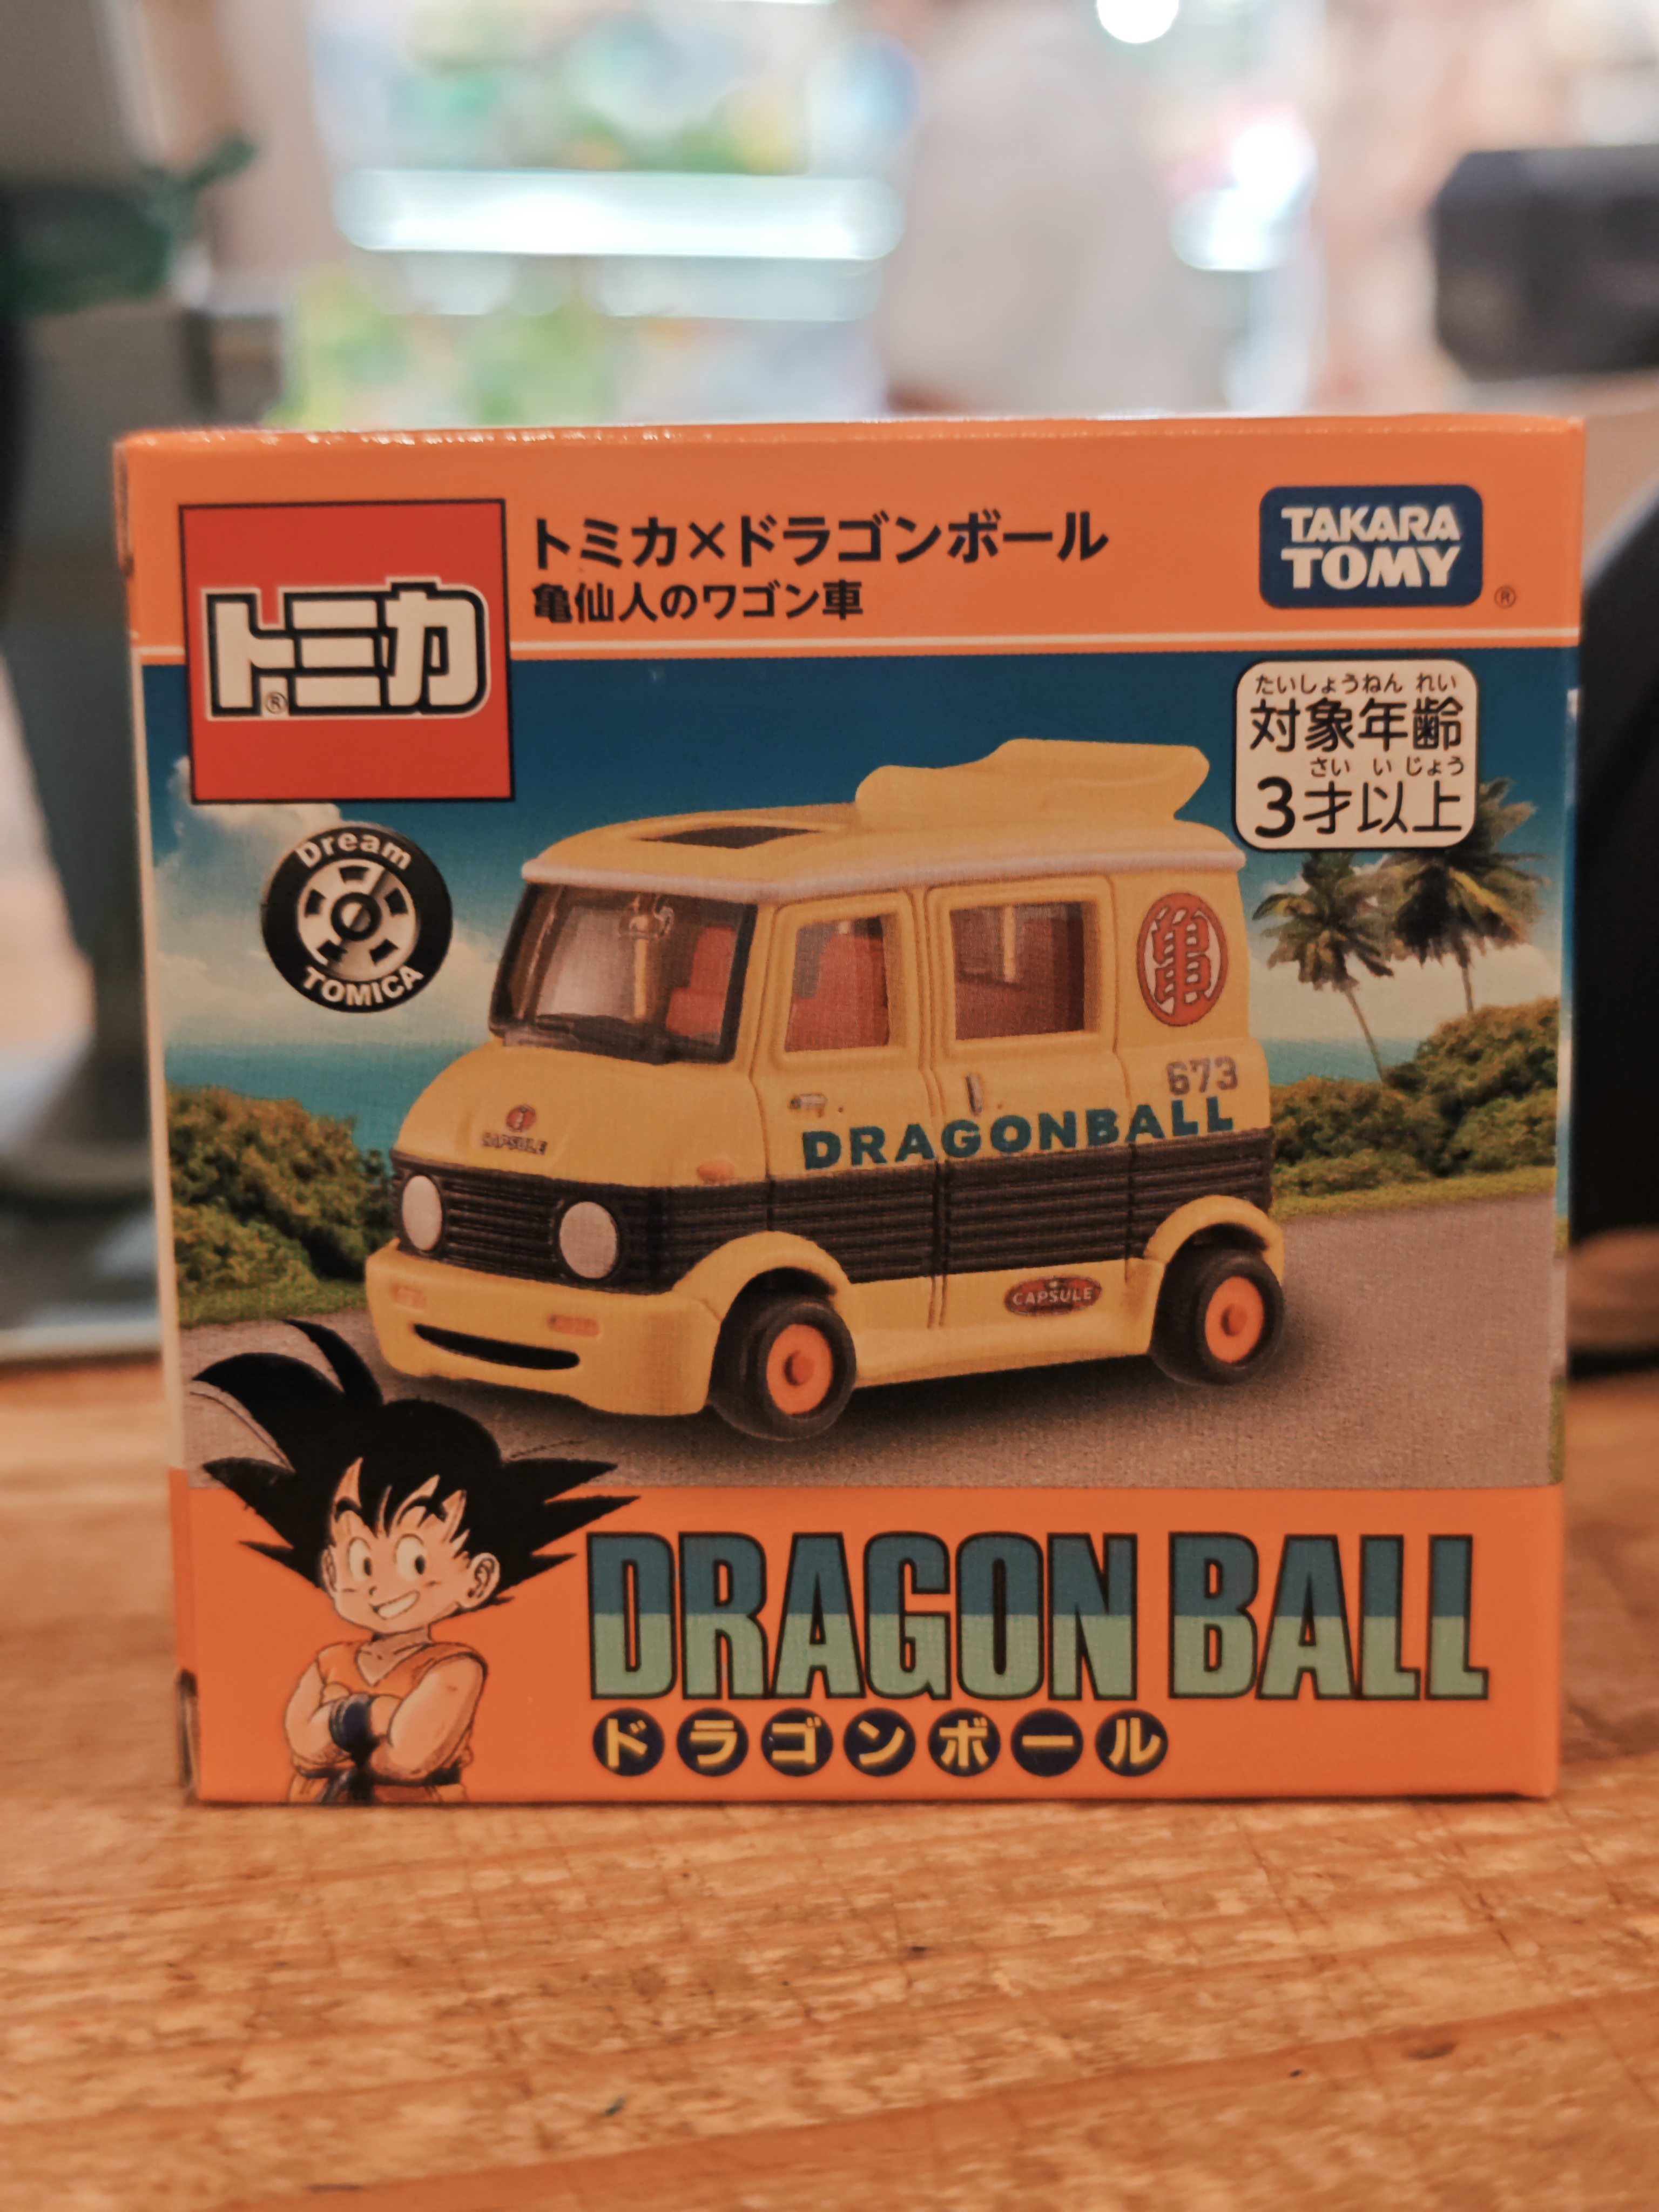 トミカ×ドラゴンボール
亀仙人のワゴン車
TAKARA
TOMY
®
トミカ
®
たいしょうねん れい
対象年齢
さい い じょう
3才以上
Dream
TOMICA
亀
673
DRAGONBALL
CAPSULE
CAPSULE
DRAGON BALL
ドラゴンボール